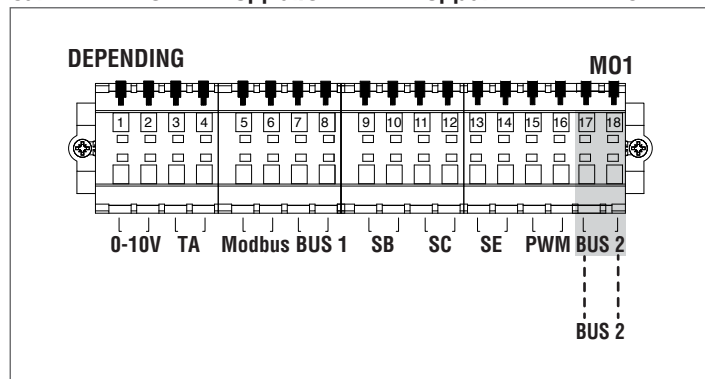 DEPENDING M01
1 2 3 4 5 6 7 8 9 10 11 12 13 14 15 16 17 18
0-10V TA Modbus BUS 1 SB SC SE PWM BUS 2
BUS 2